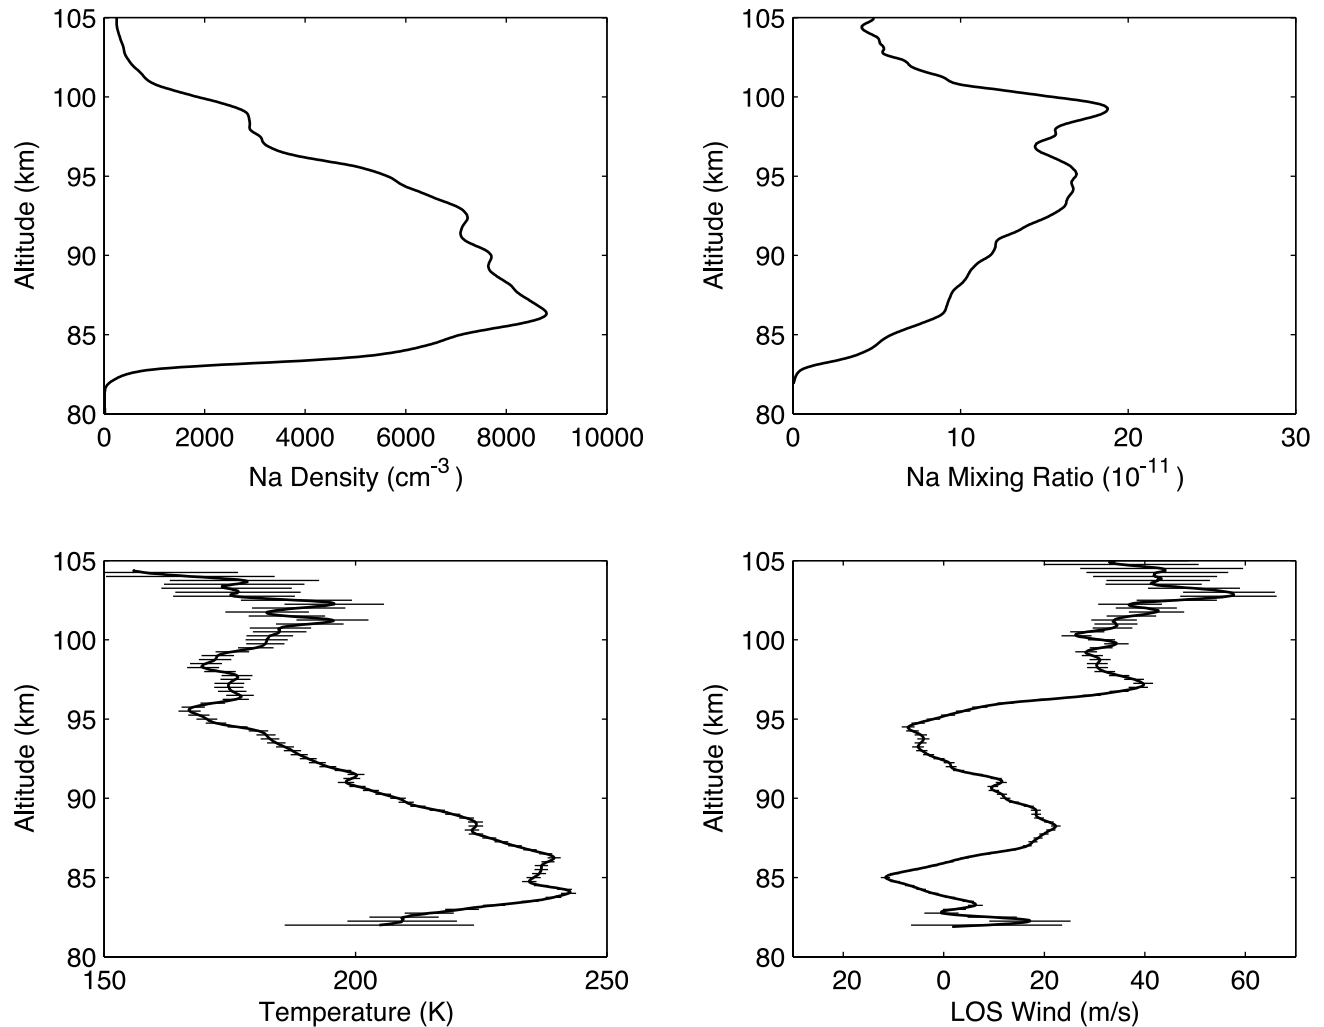 105
100
95
90
85
80
Altitude (km)
0 2000 4000 6000 8000 10000
Na Density (cm-3)
105
100
95
90
85
80
Altitude (km)
0 10 20 30
Na Mixing Ratio (10-11)
105
100
95
90
85
80
Altitude (km)
150 200 250
Temperature (K)
105
100
95
90
85
80
Altitude (km)
20 0 20 40 60
LOS Wind (m/s)